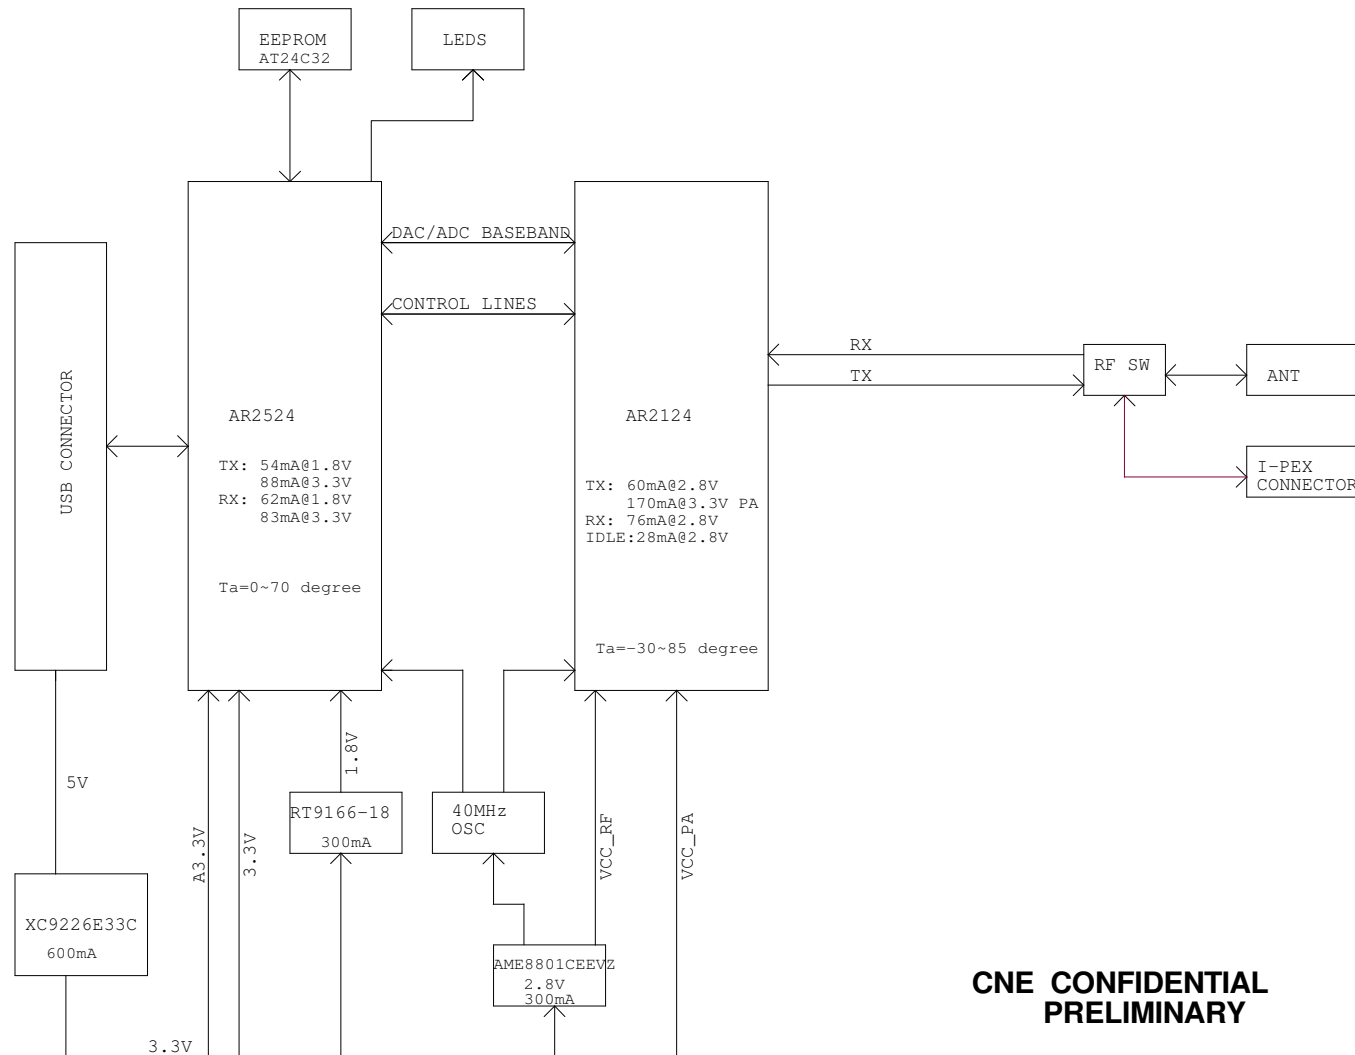 EEPROM
AT24C32
LEDS
DAC/ADC BASEBAND
CONTROL LINES
USB CONNECTOR
AR2524
TX: 54mA@1.8V
88mA@3.3V
RX: 62mA@1.8V
83mA@3.3V
Ta=0~70 degree
AR2124
TX: 60mA@2.8V
170mA@3.3V PA
RX: 76mA@2.8V
IDLE:28mA@2.8V
Ta=-30~85 degree
RX
TX
RF SW
ANT
I-PEX
CONNECTOR
5V
A3.3V
3.3V
1.8V
RT9166-18
300mA
40MHz
OSC
VCC_RF
VCC_PA
XC9226E33C
600mA
AME8801CEEVZ
2.8V
300mA
3.3V
CNE CONFIDENTIAL
PRELIMINARY